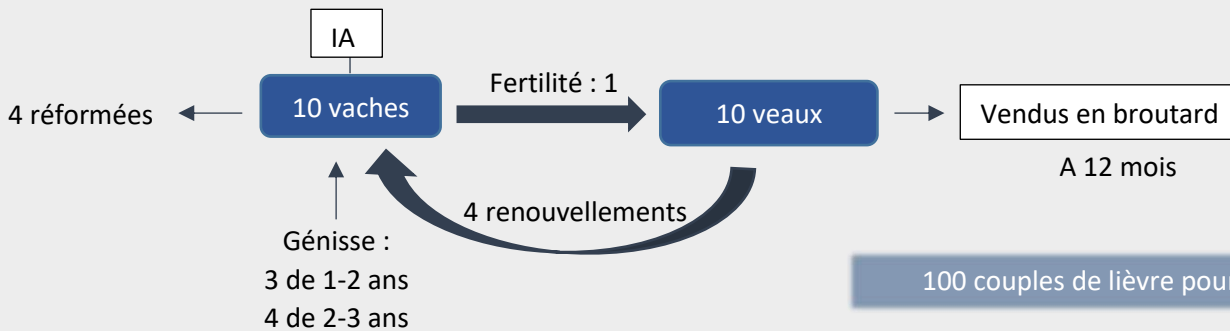 IA
4 réformées
10 vaches
Fertilité : 1
10 veaux
Vendus en broutard
A 12 mois
4 renouvellements
Génisse :
3 de 1-2 ans
4 de 2-3 ans
100 couples de lièvre pour